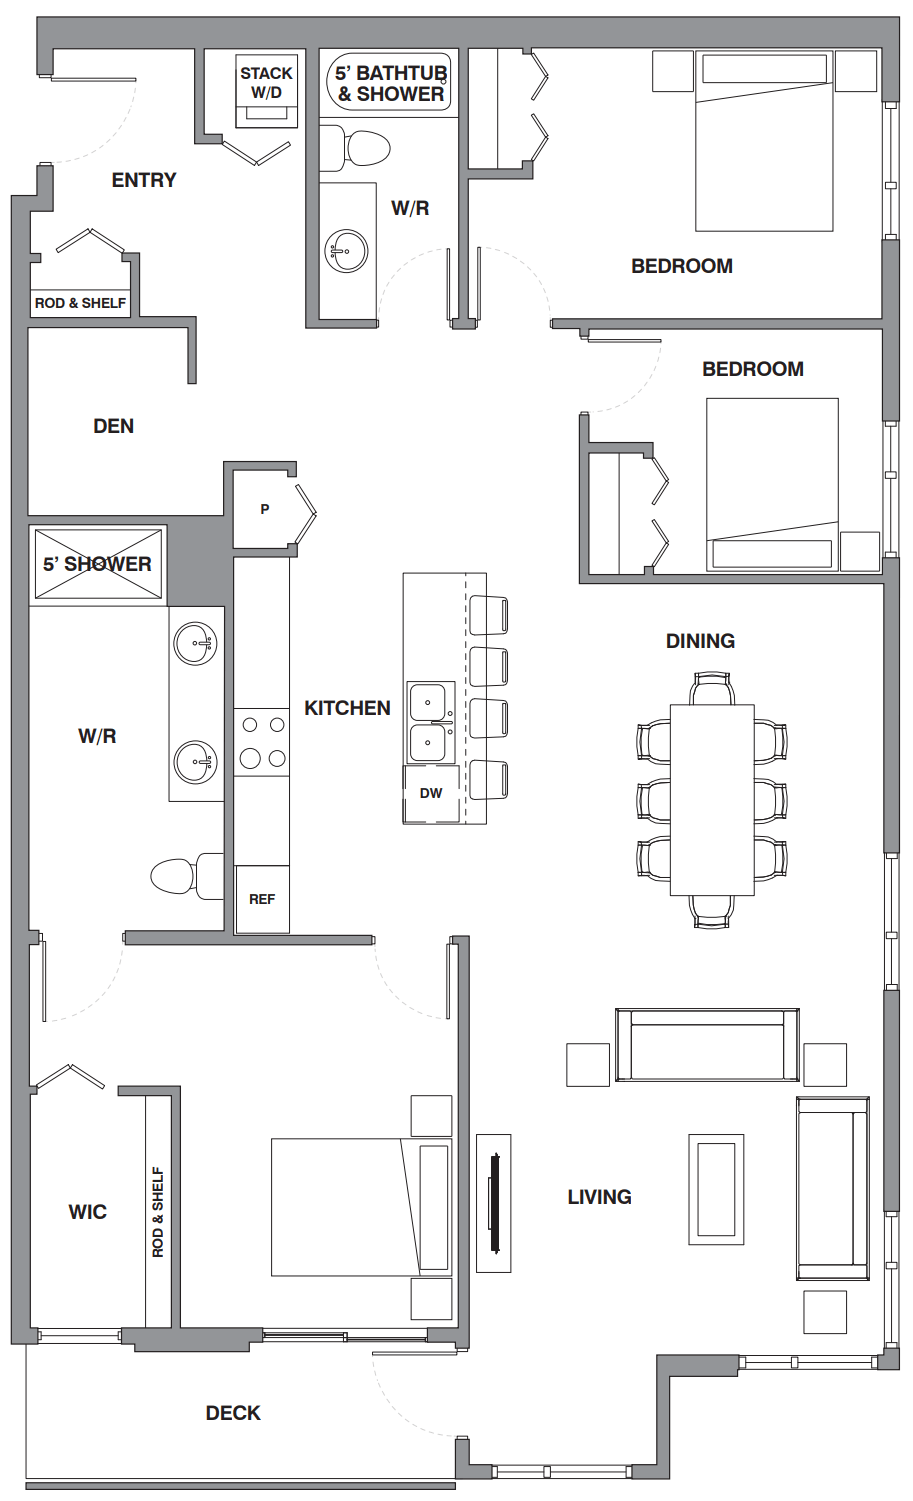 STACK
W/D
5' BATHTUB
& SHOWER
ENTRY
W/R
BEDROOM
ROD & SHELF
BEDROOM
DEN
P
5' SHOWER
DINING
KITCHEN
W/R
DW
REF
LIVING
WIC
ROD & SHELF
DECK